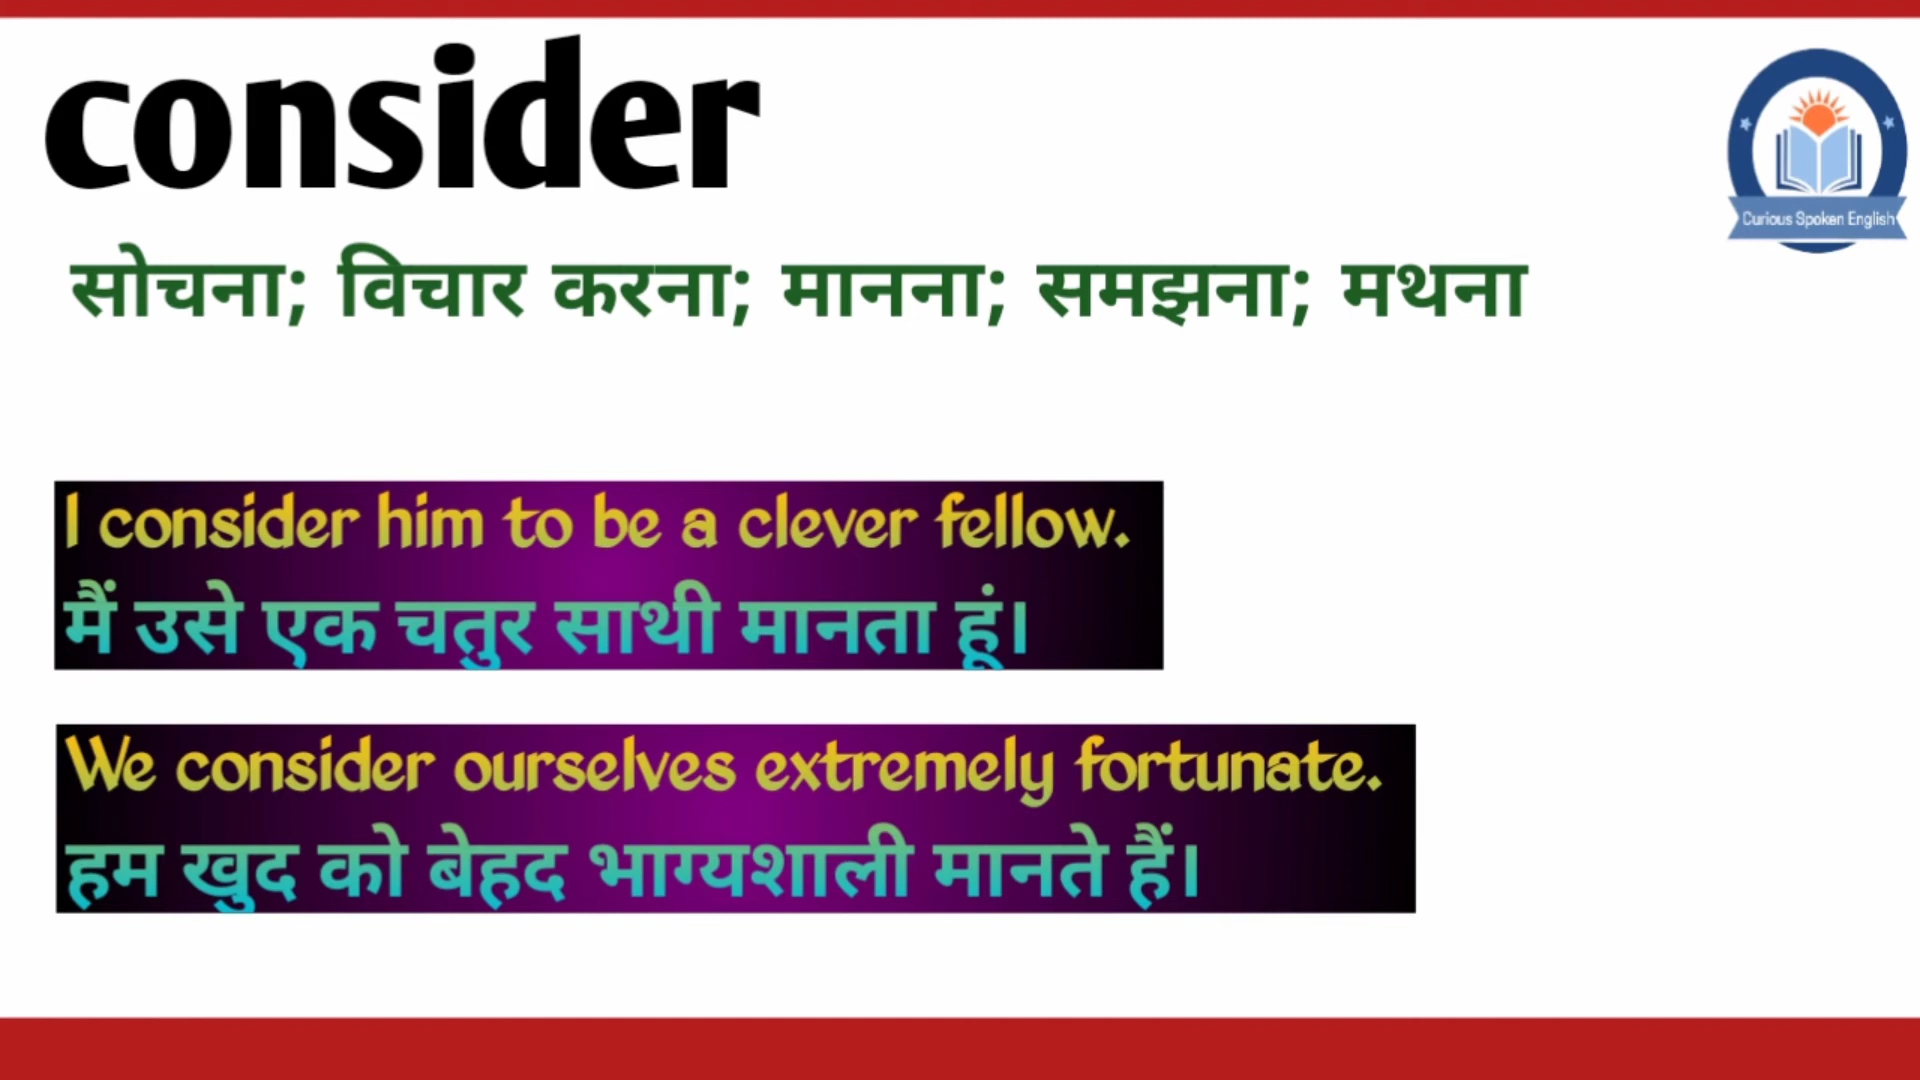 consider
Curious Spoken English
सोचना; विचार करना; मानना; समझना; मथना
I consider him to be a clever fellow.
मैं उसे एक चतुर साथी मानता हूं।
We consider ourselves extremely fortunate.
हम खुद को बेहद भाग्यशाली मानते हैं।